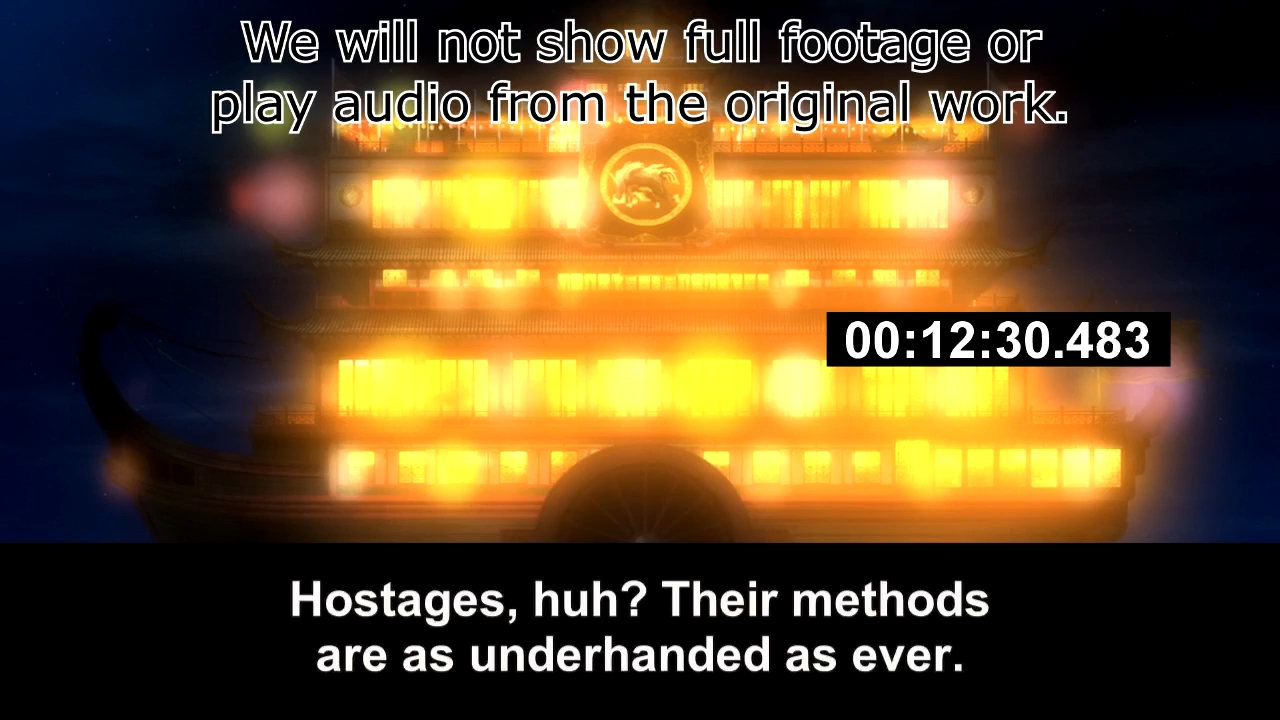 We will not show full footage or
play audio from the original work.
00:12:30.483
Hostages, huh? Their methods
are as underhanded as ever.